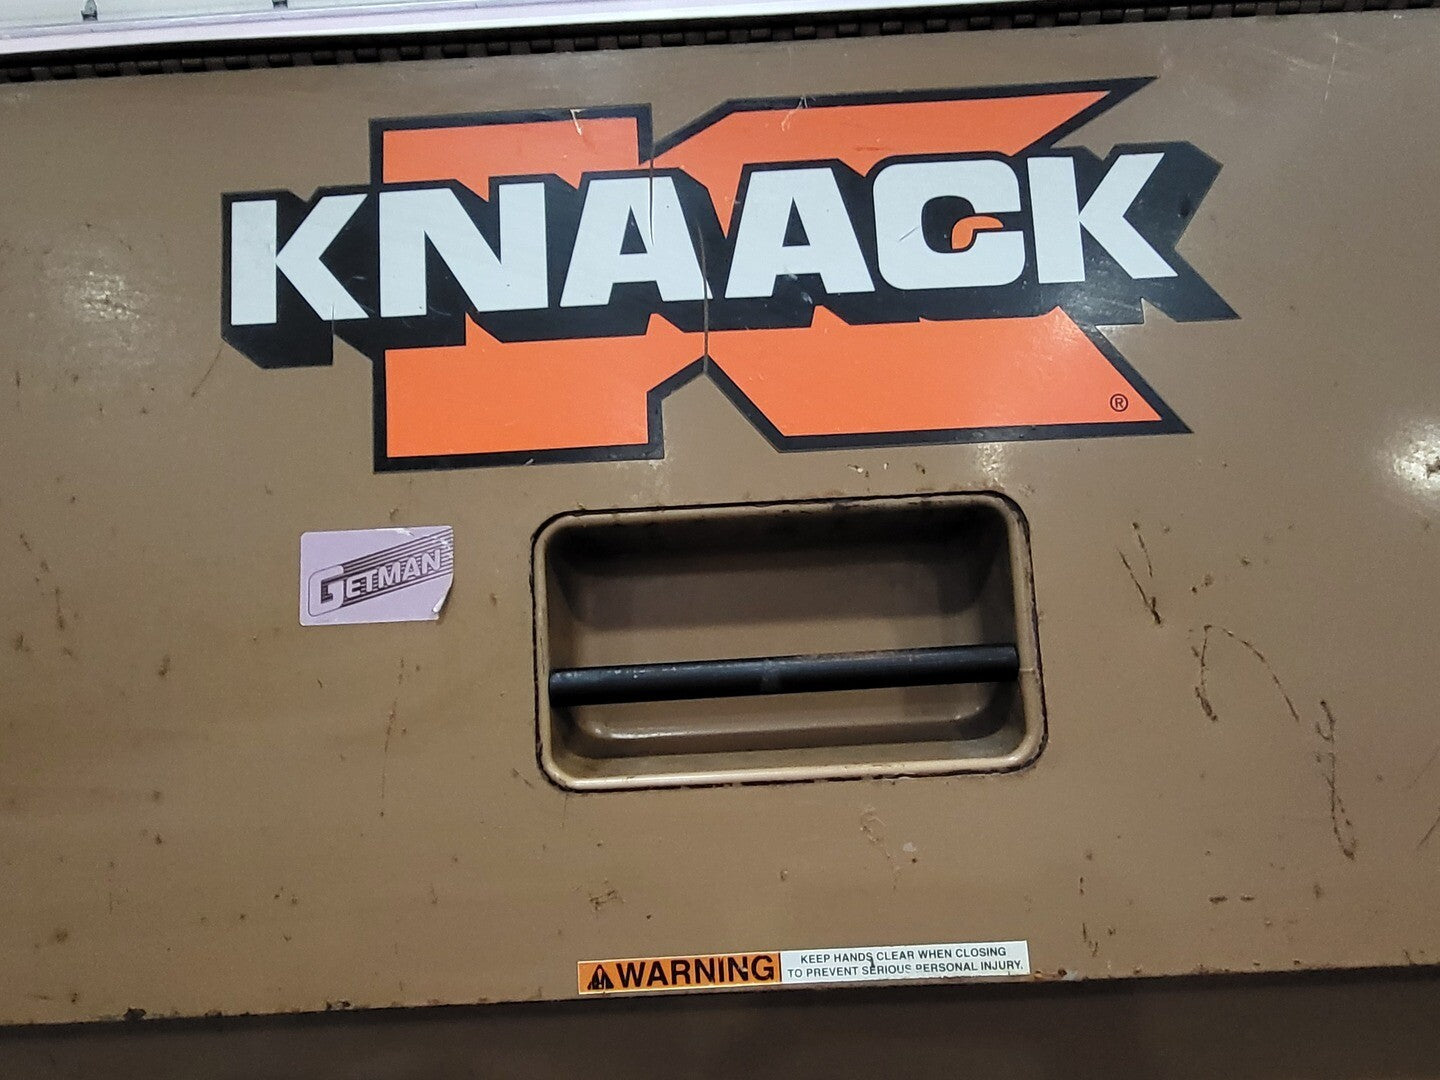 KNAACK
®
GETMAN
WARNING
KEEP HANDS CLEAR WHEN CLOSING
TO PREVENT SERIOUS PERSONAL INJURY.